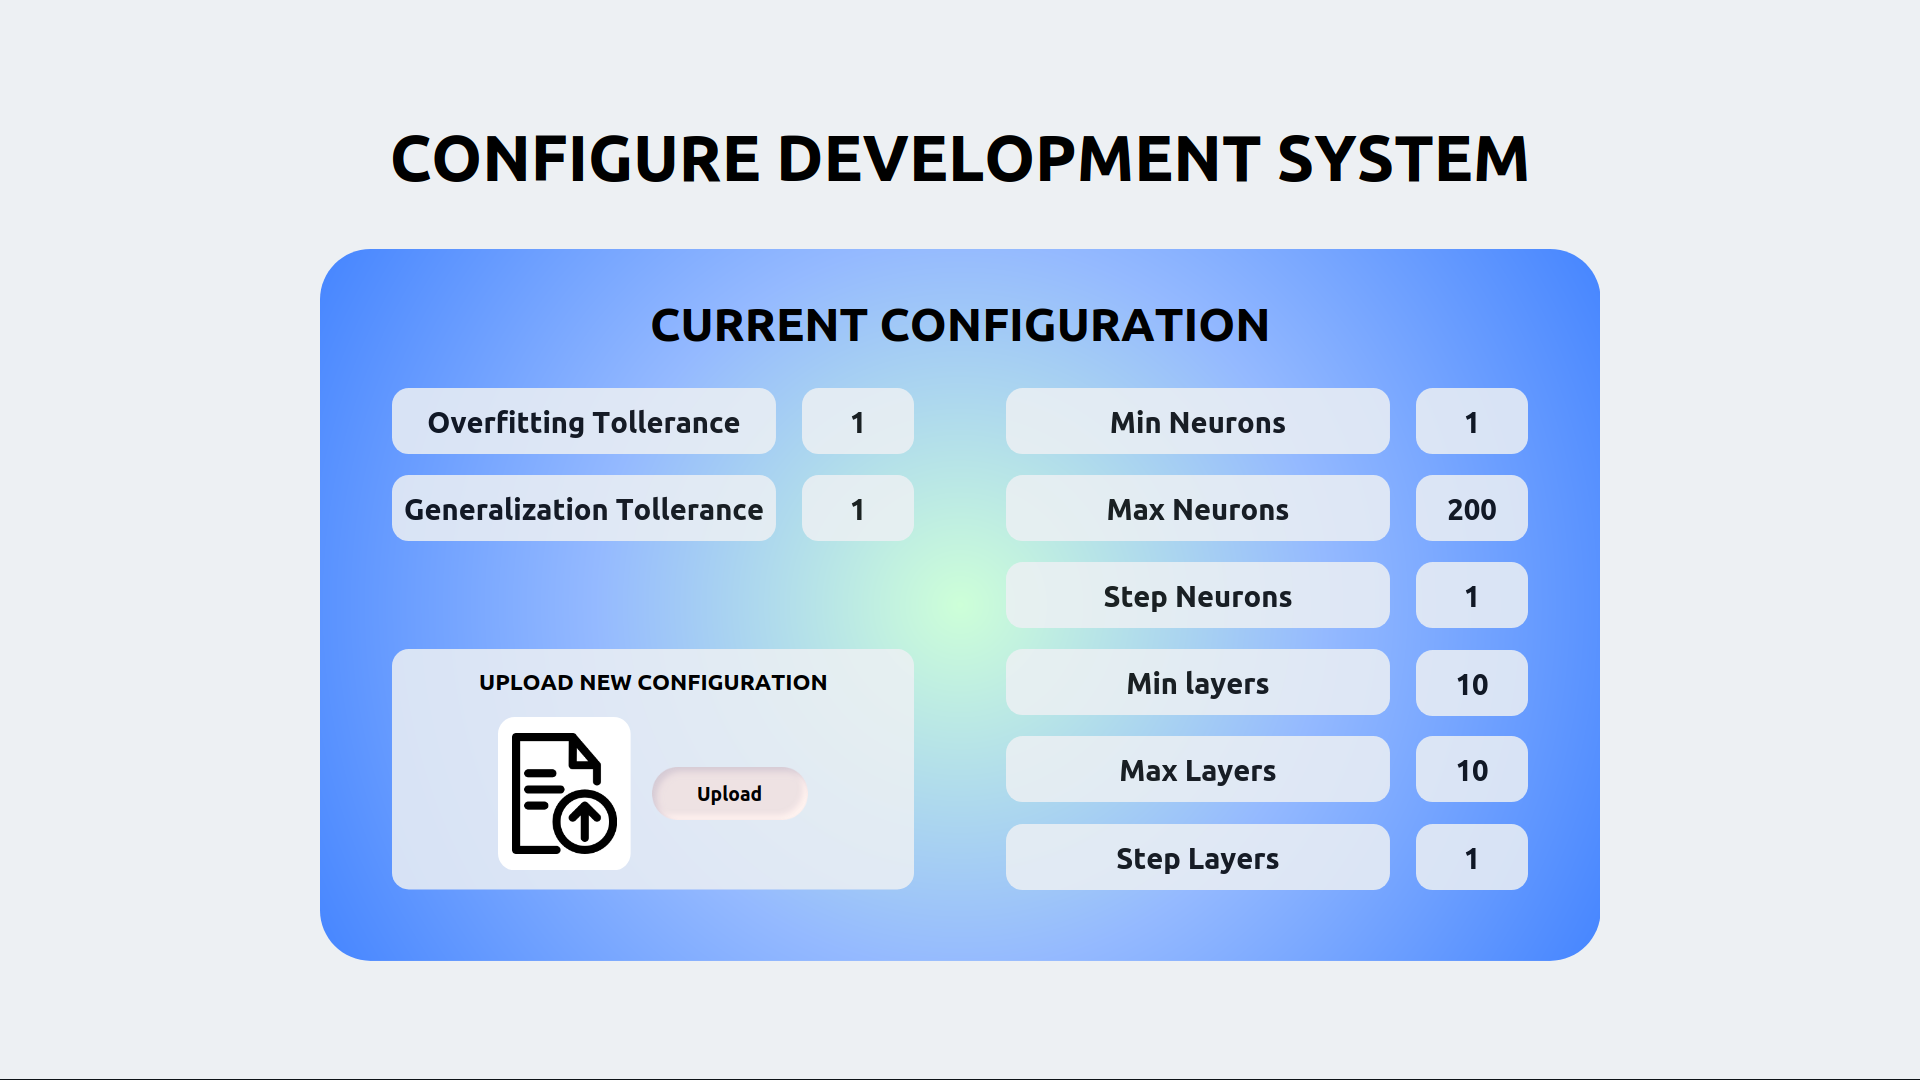 CONFIGURE DEVELOPMENT SYSTEM
CURRENT CONFIGURATION
Overfitting Tollerance 1
Generalization Tollerance 1
UPLOAD NEW CONFIGURATION
Upload
Min Neurons 1
Max Neurons 200
Step Neurons 1
Min layers 10
Max Layers 10
Step Layers 1